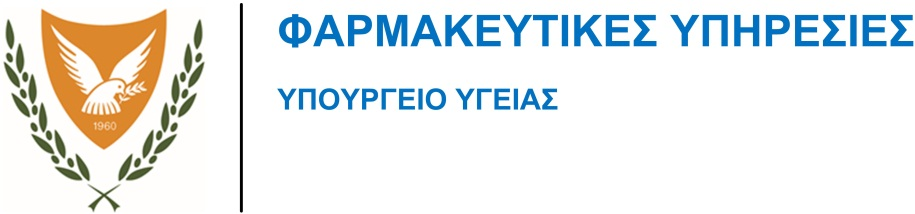 ΦΑΡΜΑΚΕΥΤΙΚΕΣ ΥΠΗΡΕΣΙΕΣ
ΥΠΟΥΡΓΕΙΟ ΥΓΕΙΑΣ
1960